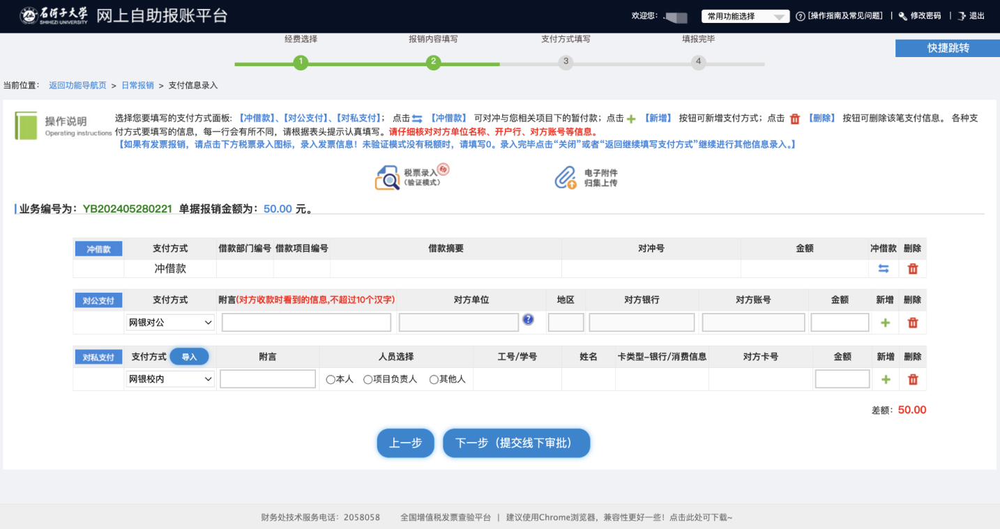 石河子大学 SHIHEZI UNIVERSITY 网上自助报账平台 欢迎您: 常用功能选择 ? [操作指南及常见问题] | 修改密码 | 退出
经费选择 报销内容填写 支付方式填写 填报完毕
快捷跳转
1 2 3 4
当前位置: 返回功能导航页 > 日常报销 > 支付信息录入
操作说明
Operating instructions
选择您要填写的支付方式面板:【冲借款】、【对公支付】、【对私支付】; 点击 【冲借款】 可对冲与您相关项目下的暂付款;点击 【新增】 按钮可新增支付方式;点击 【删除】 按钮可删除该笔支付信息。 各种支
付方式要填写的信息,每一行会有所不同,请根据表头提示认真填写。请仔细核对对方单位名称、开户行、对方账号等信息。
【如果有发票报销,请点击下方税票录入图标,录入发票信息!未验证模式没有税额时,请填写0。录入完毕点击“关闭”或者“返回继续填写支付方式”继续进行其他信息录入。】
税票录入
(验证模式)
电子附件
归集上传
业务编号为: YB202405280221 单据报销金额为: 50.00 元。
冲借款 支付方式 借款部门编号 借款项目编号 借款摘要 对冲号 金额 冲借款 删除
冲借款
对公支付 支付方式 附言(对方收款时看到的信息,不超过10个汉字) 对方单位 地区 对方银行 对方账号 金额 新增 删除
网银对公 ?
对私支付 支付方式 导入 附言 人员选择 工号/学号 姓名 卡类型-银行/消费信息 对方卡号 金额 新增 删除
网银校内 本人 项目负责人 其他人
差额: 50.00
上一步 下一步(提交线下审批)
财务处技术服务电话: 2058058 全国增值税发票查验平台 | 建议使用Chrome浏览器,兼容性更好一些!点击此处可下载~